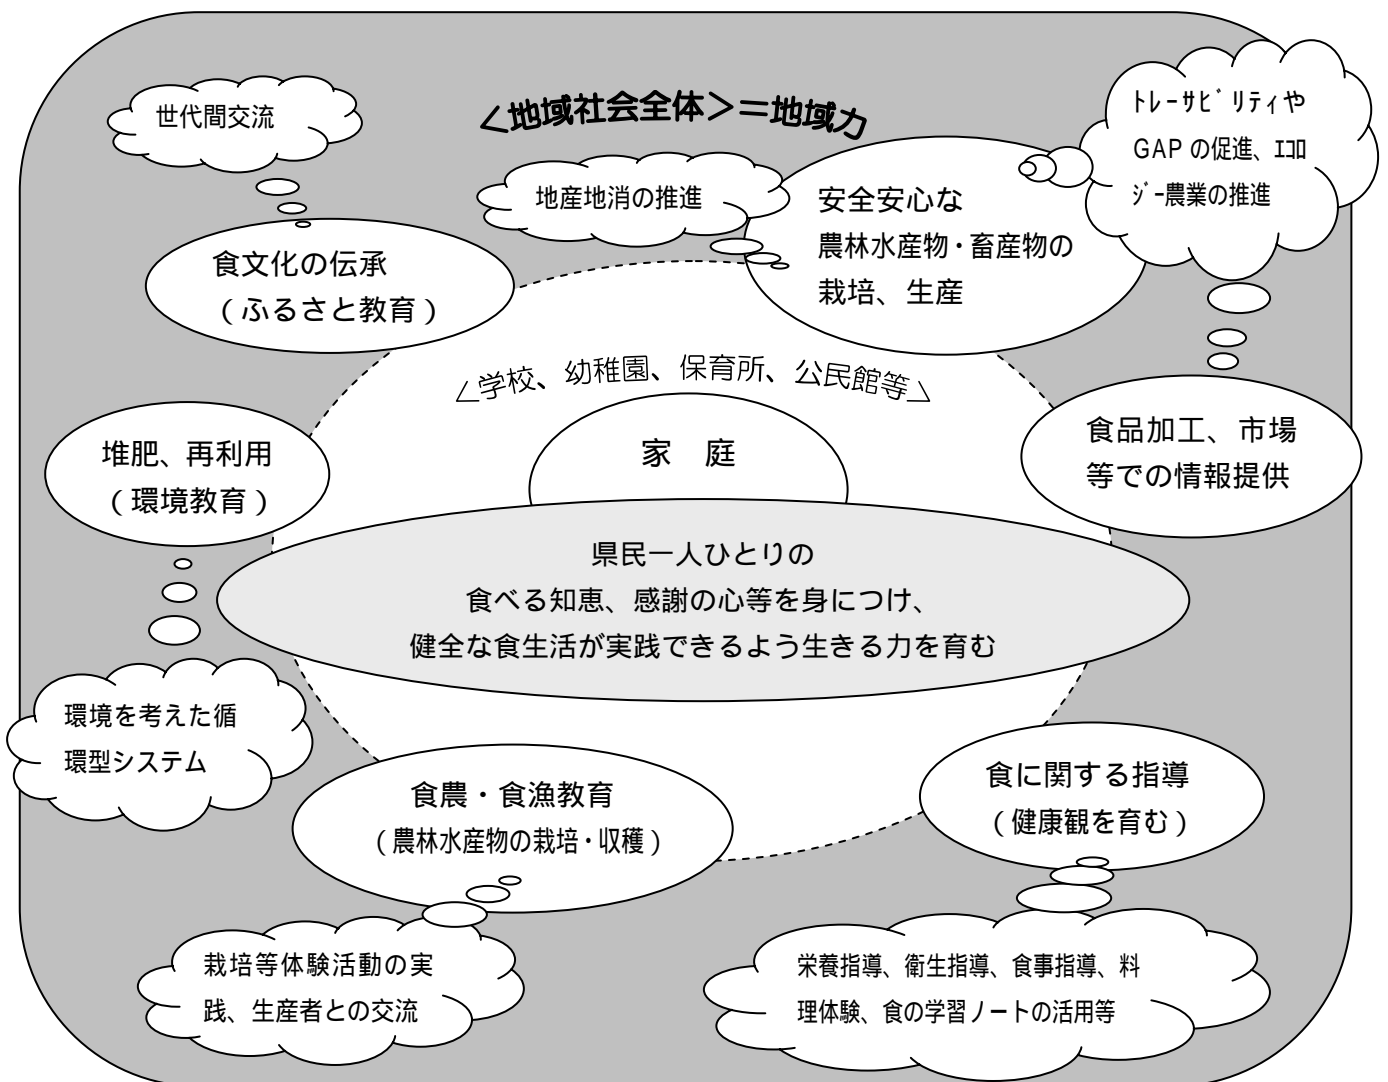 ＜地域社会全体＞＝地域力
世代間交流
ﾄﾚｰｻﾋﾞﾘﾃｨや
GAP の促進、ｴｺﾛ
ｼﾞｰ農業の推進
地産地消の推進
安全安心な
農林水産物・畜産物の
栽培、生産
食文化の伝承
（ふるさと教育）
＜学校、幼稚園、保育所、公民館等＞
堆肥、再利用
（環境教育）
家　庭
食品加工、市場
等での情報提供
県民一人ひとりの
食べる知恵、感謝の心等を身につけ、
健全な食生活が実践できるよう生きる力を育む
環境を考えた循
環型システム
食農・食漁教育
（農林水産物の栽培・収穫）
食に関する指導
（健康観を育む）
栽培等体験活動の実
践、生産者との交流
栄養指導、衛生指導、食事指導、料
理体験、食の学習ノートの活用等